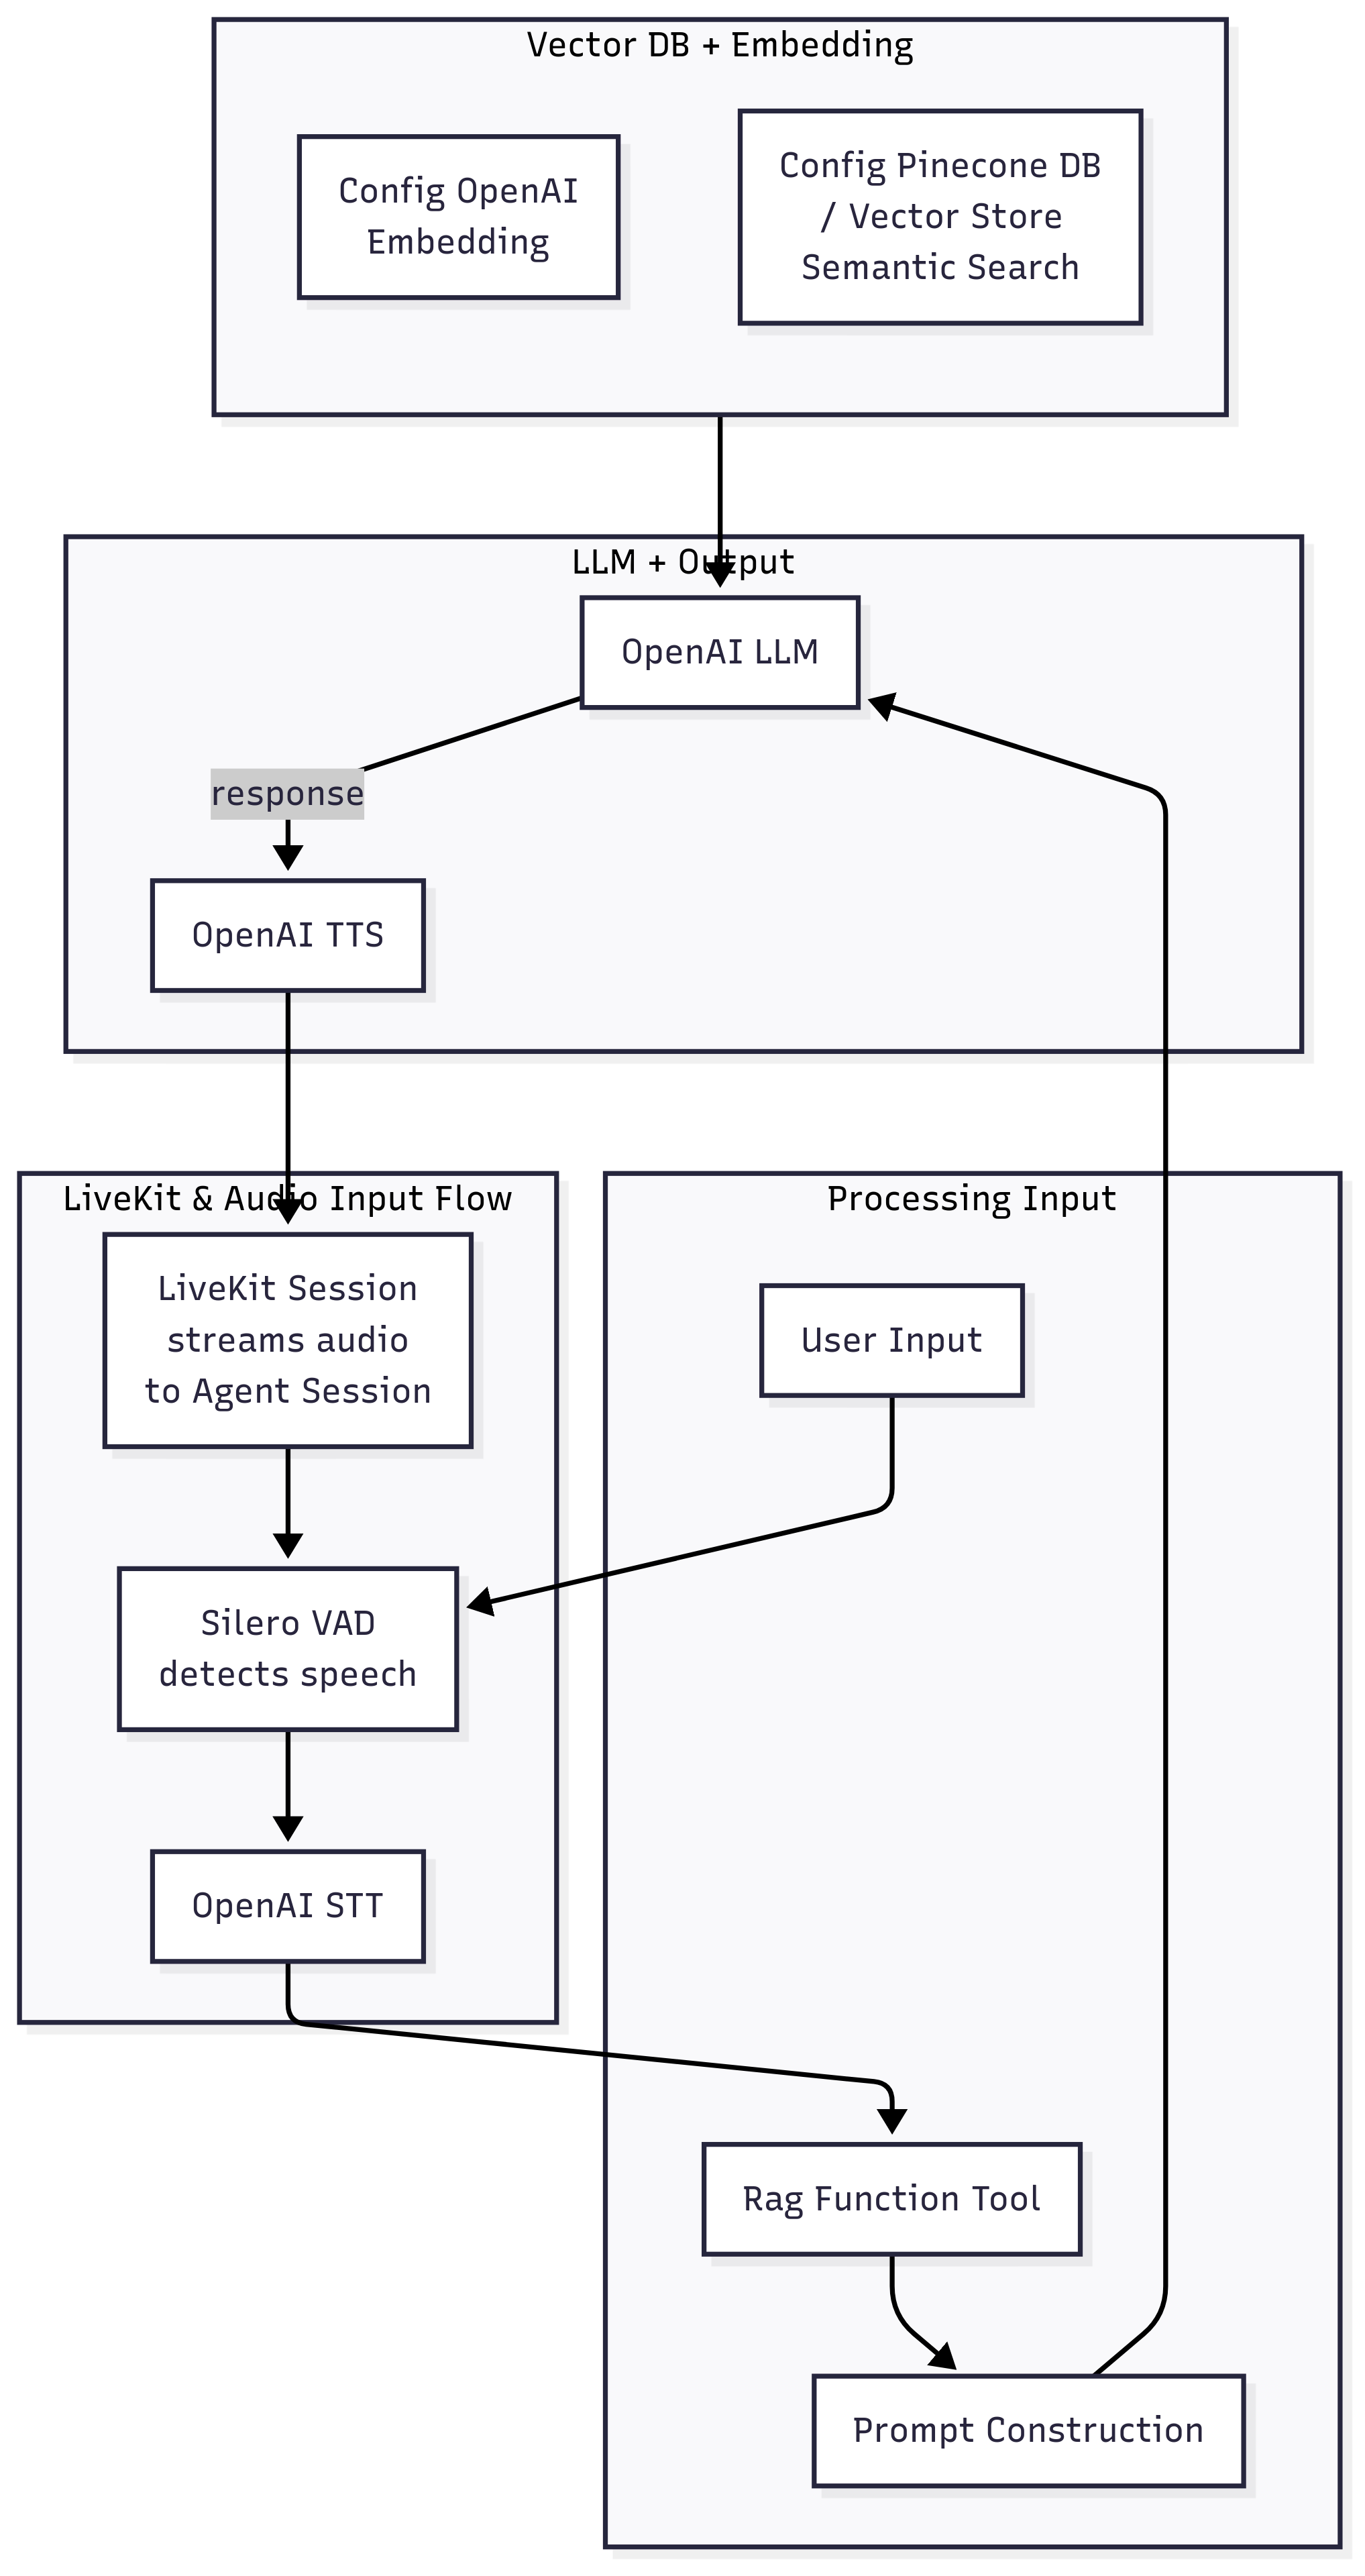 Vector DB + Embedding
Config OpenAI
Embedding
Config Pinecone DB
/ Vector Store
Semantic Search
LLM + Output
OpenAI LLM
response
OpenAI TTS
LiveKit & Audio Input Flow
LiveKit Session
streams audio
to Agent Session
Silero VAD
detects speech
OpenAI STT
Processing Input
User Input
Rag Function Tool
Prompt Construction